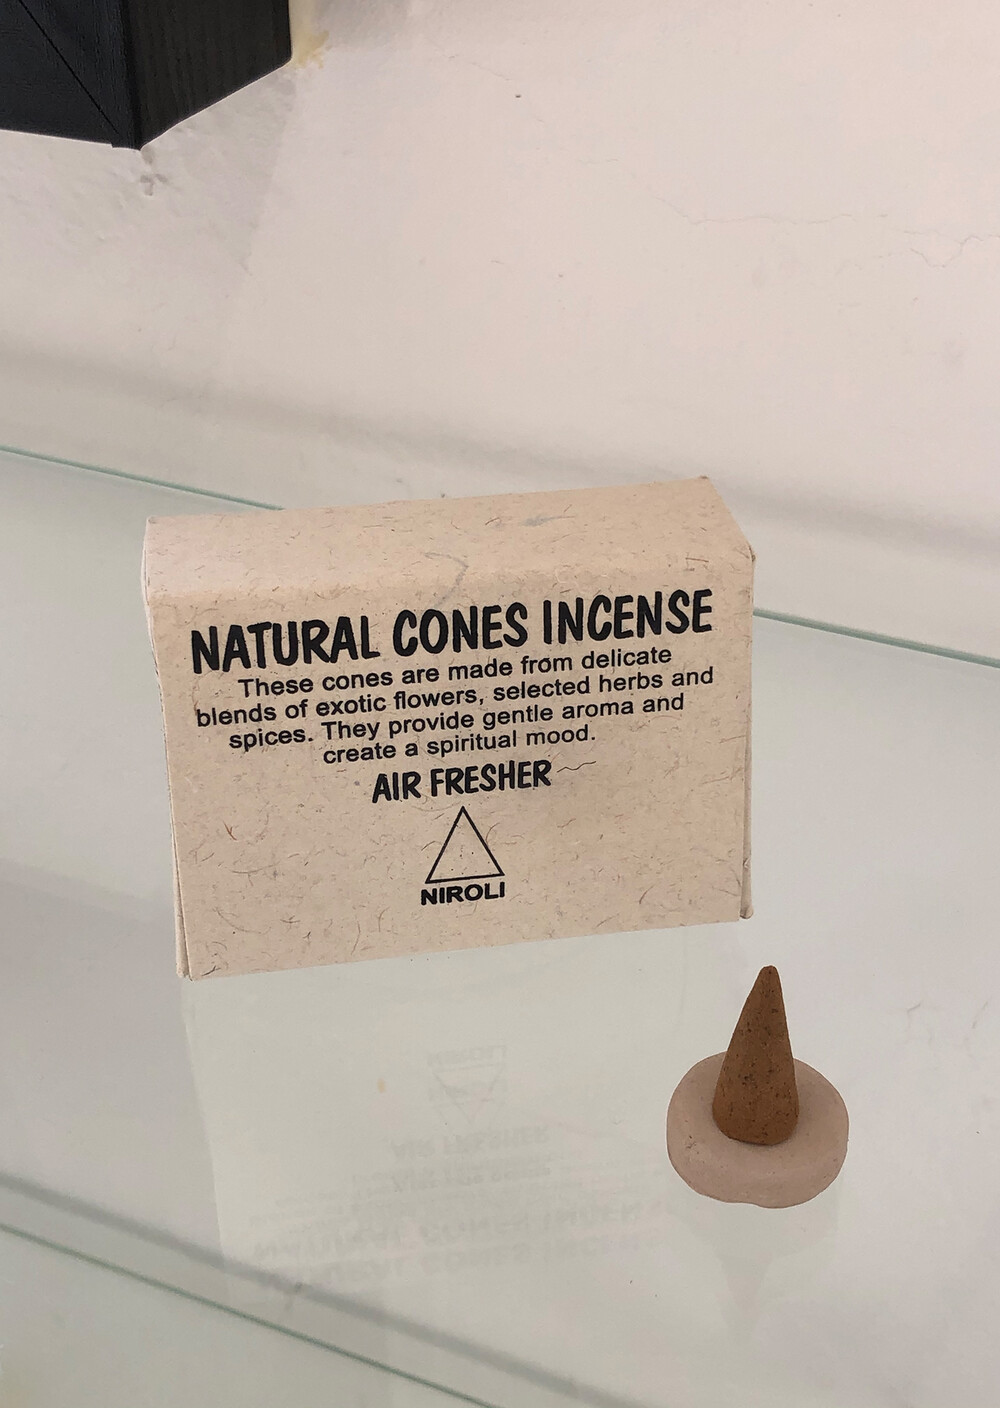 NATURAL CONES INCENSE
These cones are made from delicate
blends of exotic flowers, selected herbs and
spices. They provide gentle aroma and
create a spiritual mood.
AIR FRESHER
NIROLI